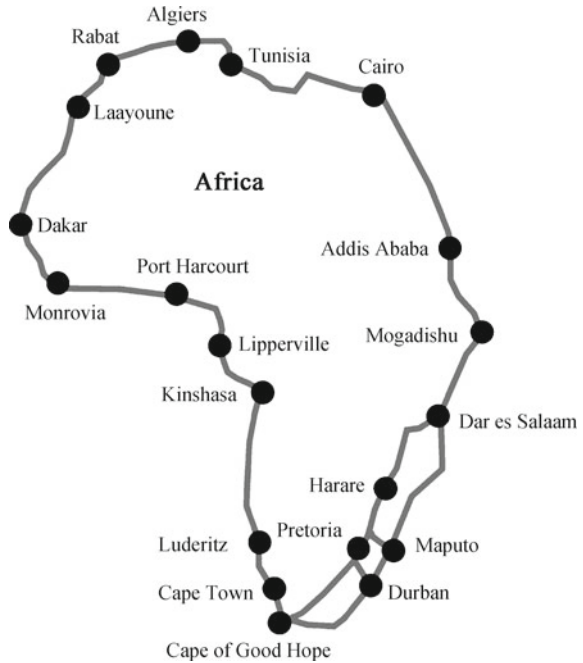 Algiers
Rabat
Tunisia
Cairo
Laayoune
Africa
Dakar
Addis Ababa
Port Harcourt
Monrovia
Mogadishu
Lipperville
Kinshasa
Dar es Salaam
Harare
Pretoria
Luderitz
Maputo
Cape Town
Durban
Cape of Good Hope